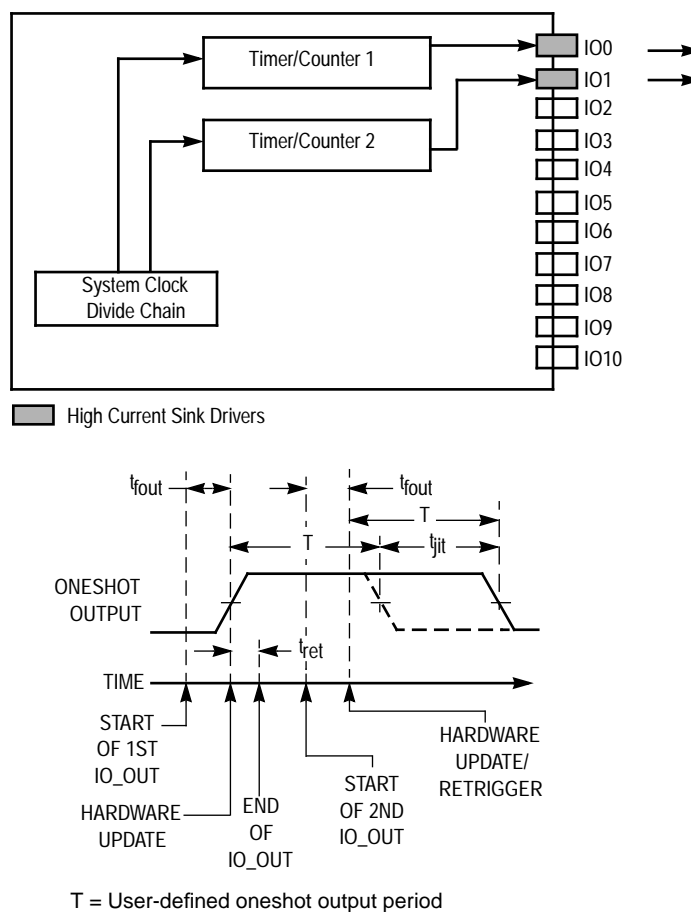 Timer/Counter 1
Timer/Counter 2
System Clock
Divide Chain
IO0
IO1
IO2
IO3
IO4
IO5
IO6
IO7
IO8
IO9
IO10
High Current Sink Drivers
tfout
tfout
T
T
tjit
ONESHOT
OUTPUT
tret
TIME
START
OF 1ST
IO_OUT
HARDWARE
UPDATE
END
OF
IO_OUT
START
OF 2ND
IO_OUT
HARDWARE
UPDATE/
RETRIGGER
T = User-defined oneshot output period